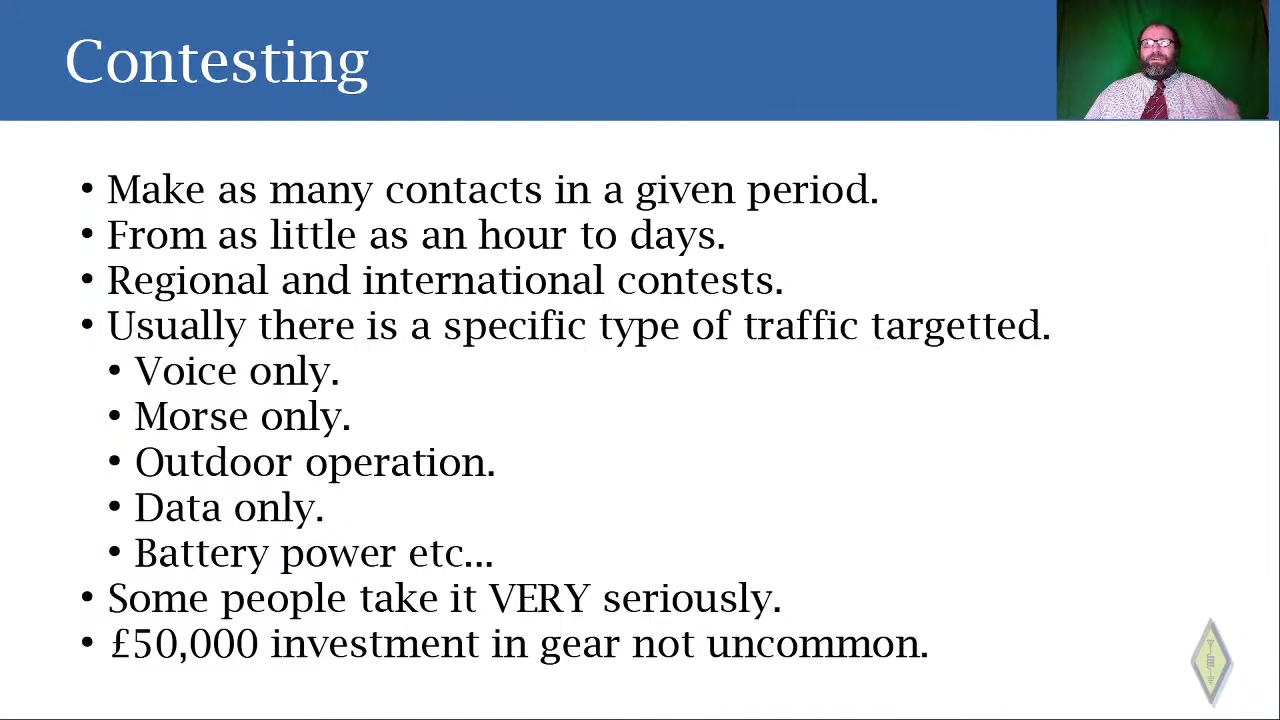 Contesting
• Make as many contacts in a given period.
• From as little as an hour to days.
• Regional and international contests.
• Usually there is a specific type of traffic targetted.
• Voice only.
• Morse only.
• Outdoor operation.
• Data only.
• Battery power etc...
• Some people take it VERY seriously.
• £50,000 investment in gear not uncommon.